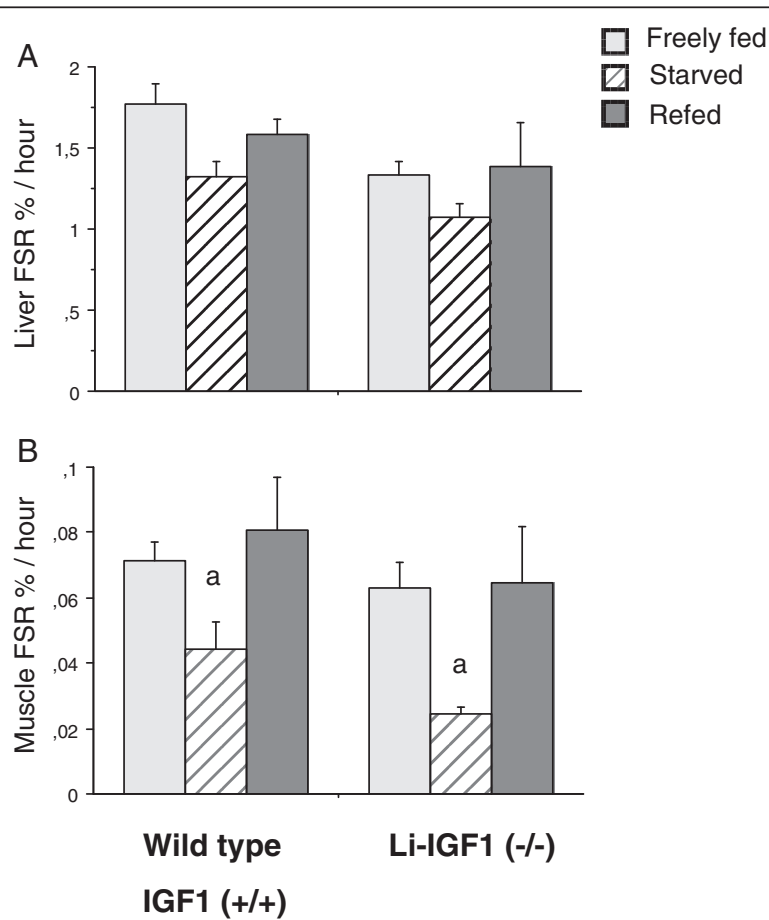 A
Freely fed
Starved
Refed
Liver FSR % / hour
2
1,5
1
,5
0
B
Muscle FSR % / hour
,1
,08
,06
,04
,02
0
a
a
Wild type
IGF1 (+/+)
Li-IGF1 (-/-)